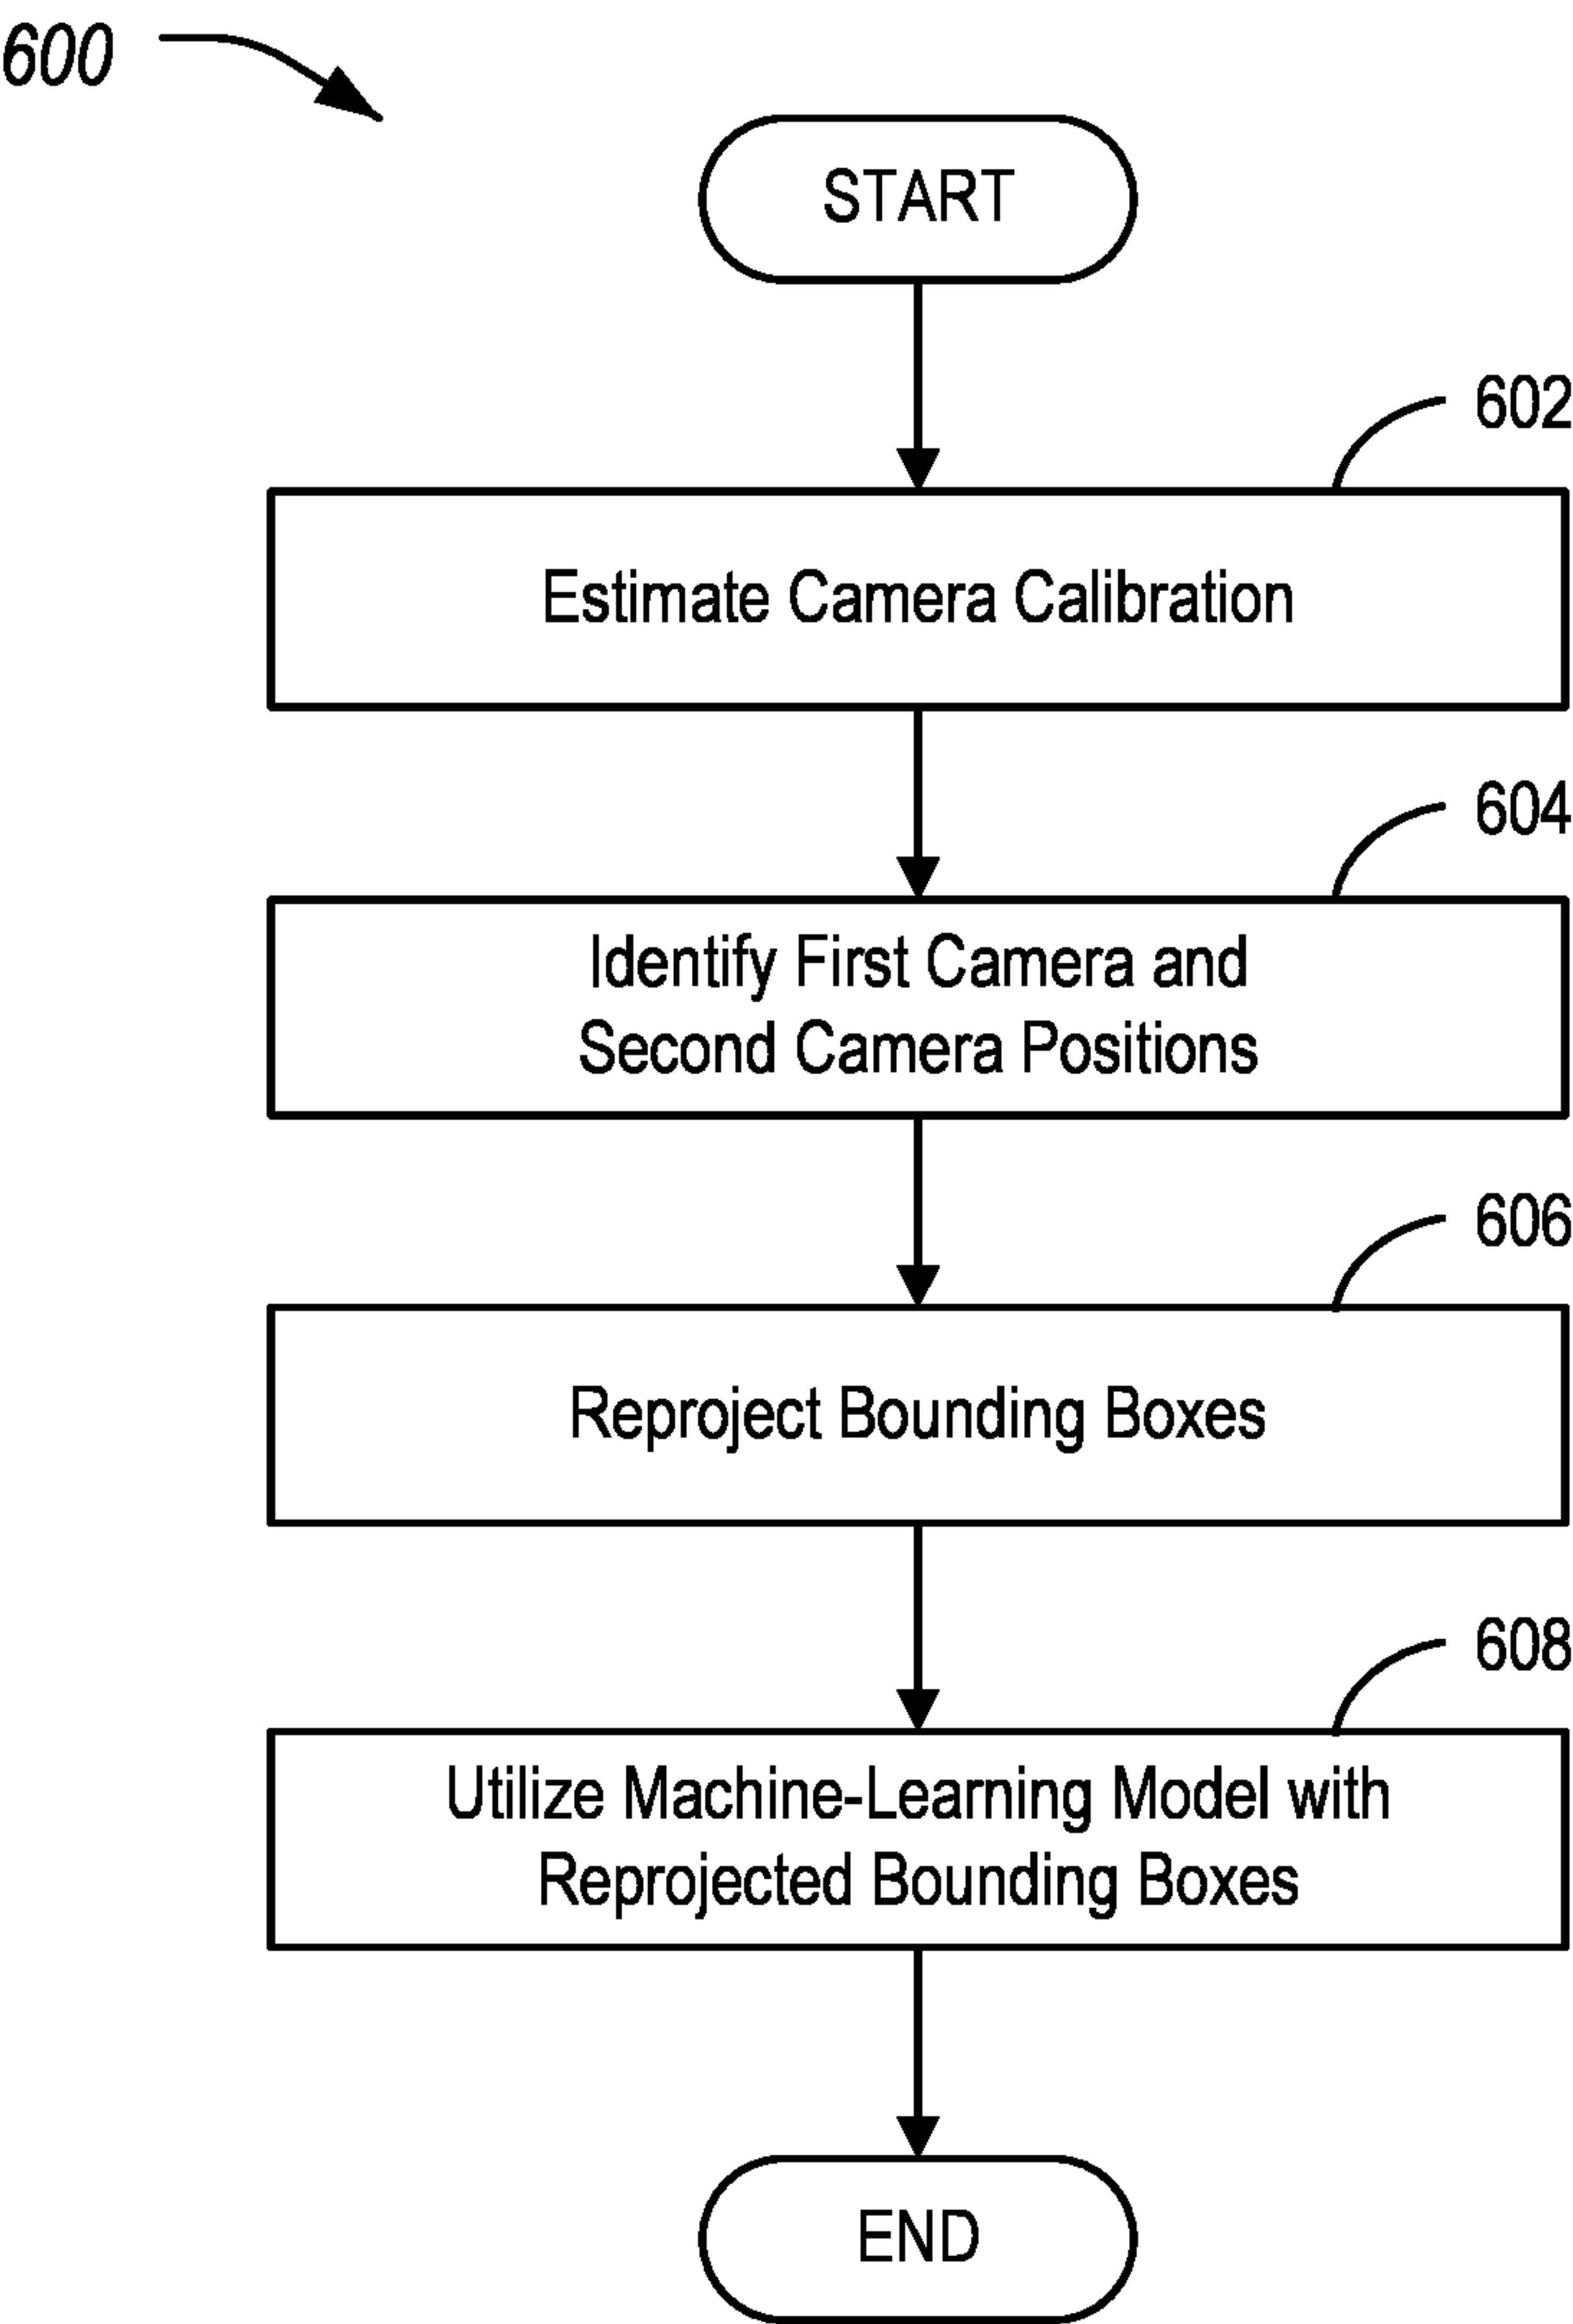 600
START
602
Estimate Camera Calibration
604
Identify First Camera and
Second Camera Positions
606
Reproject Bounding Boxes
608
Utilize Machine-Learning Model with
Reprojected Bounding Boxes
END